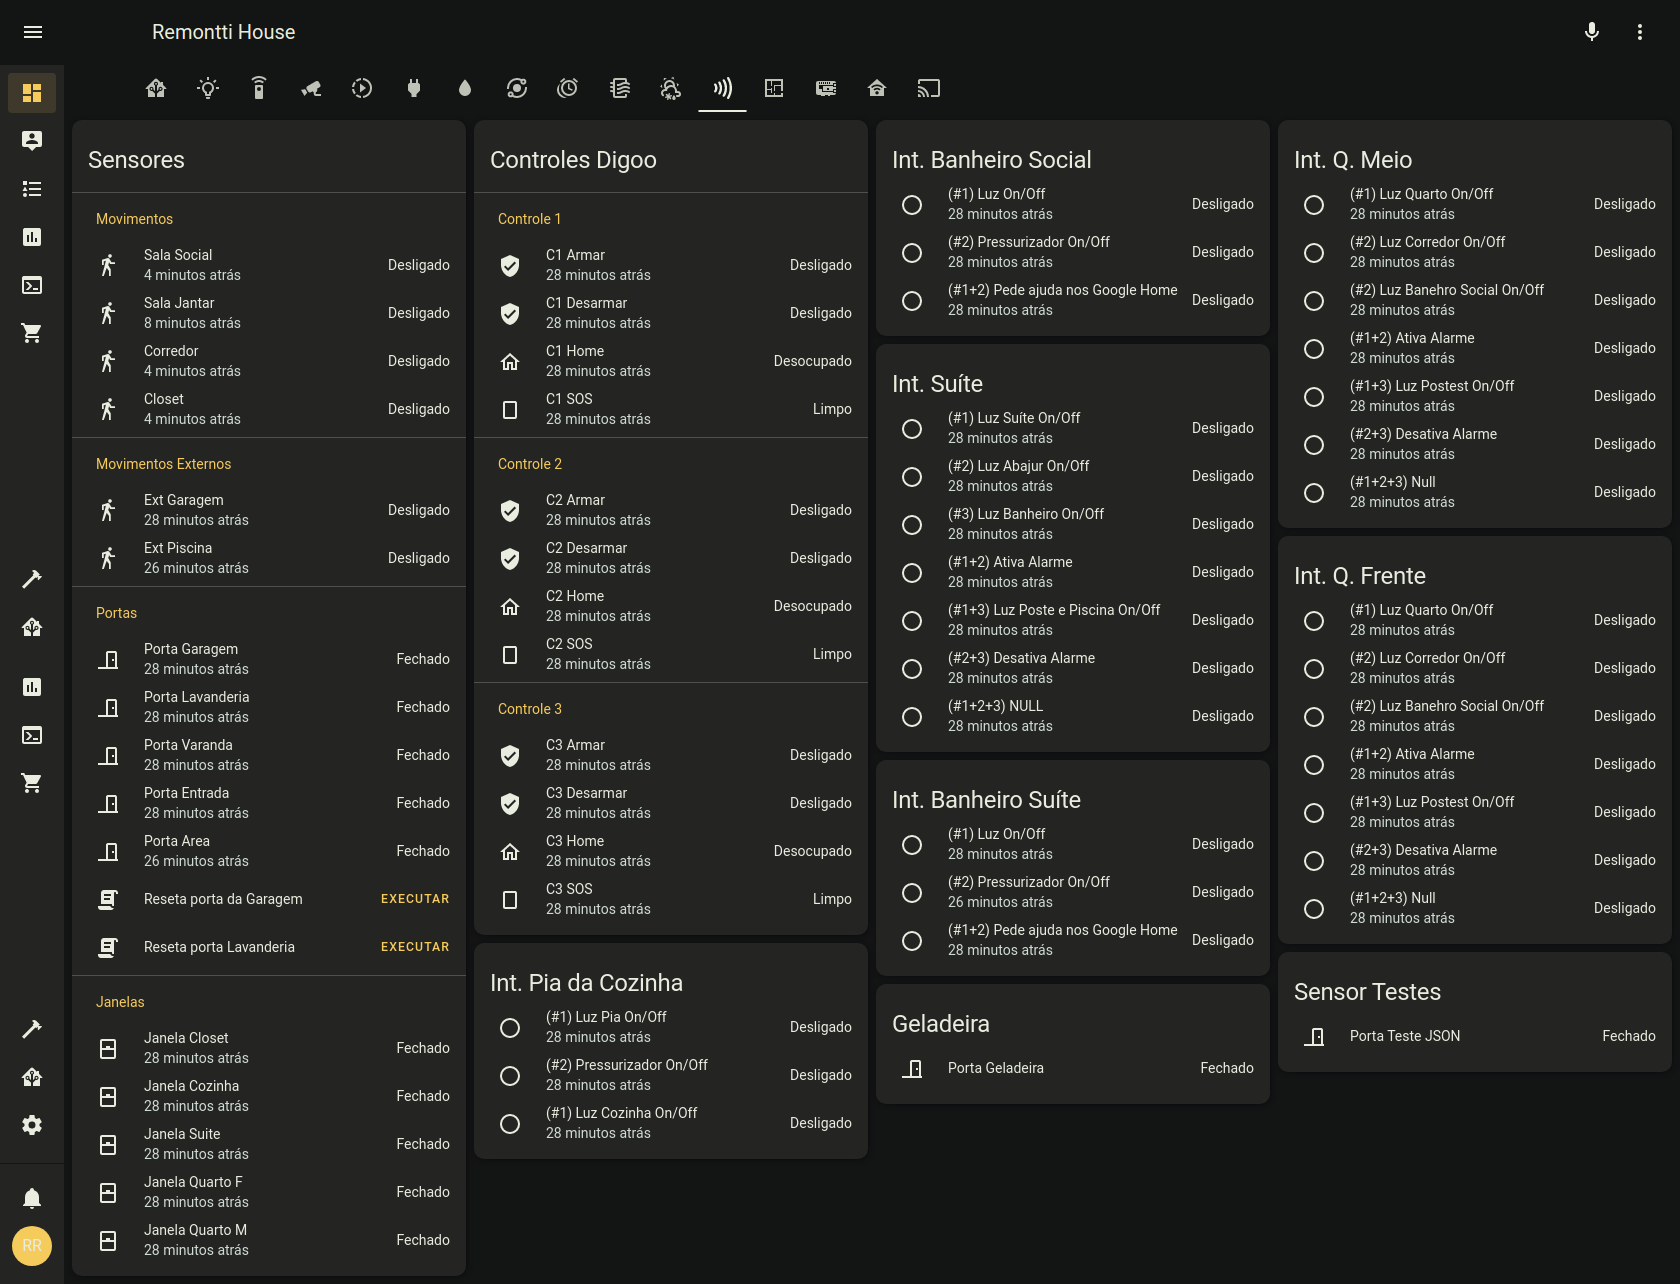 Remontti House
Sensores
Movimentos
Sala Social
4 minutos atrás
Desligado
Sala Jantar
8 minutos atrás
Desligado
Corredor
4 minutos atrás
Desligado
Closet
4 minutos atrás
Desligado
Movimentos Externos
Ext Garagem
28 minutos atrás
Desligado
Ext Piscina
26 minutos atrás
Desligado
Portas
Porta Garagem
28 minutos atrás
Fechado
Porta Lavanderia
28 minutos atrás
Fechado
Porta Varanda
28 minutos atrás
Fechado
Porta Entrada
28 minutos atrás
Fechado
Porta Area
26 minutos atrás
Fechado
Reseta porta da Garagem
EXECUTAR
Reseta porta Lavanderia
EXECUTAR
Janelas
Janela Closet
28 minutos atrás
Fechado
Janela Cozinha
28 minutos atrás
Fechado
Janela Suite
28 minutos atrás
Fechado
Janela Quarto F
28 minutos atrás
Fechado
Janela Quarto M
28 minutos atrás
Fechado
Controles Digoo
Controle 1
C1 Armar
28 minutos atrás
Desligado
C1 Desarmar
28 minutos atrás
Desligado
C1 Home
28 minutos atrás
Desocupado
C1 SOS
28 minutos atrás
Limpo
Controle 2
C2 Armar
28 minutos atrás
Desligado
C2 Desarmar
28 minutos atrás
Desligado
C2 Home
28 minutos atrás
Desocupado
C2 SOS
28 minutos atrás
Limpo
Controle 3
C3 Armar
28 minutos atrás
Desligado
C3 Desarmar
28 minutos atrás
Desligado
C3 Home
28 minutos atrás
Desocupado
C3 SOS
28 minutos atrás
Limpo
Int. Pia da Cozinha
(#1) Luz Pia On/Off
28 minutos atrás
Desligado
(#2) Pressurizador On/Off
28 minutos atrás
Desligado
(#1) Luz Cozinha On/Off
28 minutos atrás
Desligado
Int. Banheiro Social
(#1) Luz On/Off
28 minutos atrás
Desligado
(#2) Pressurizador On/Off
28 minutos atrás
Desligado
(#1+2) Pede ajuda nos Google Home
28 minutos atrás
Desligado
Int. Suíte
(#1) Luz Suíte On/Off
28 minutos atrás
Desligado
(#2) Luz Abajur On/Off
28 minutos atrás
Desligado
(#3) Luz Banheiro On/Off
28 minutos atrás
Desligado
(#1+2) Ativa Alarme
28 minutos atrás
Desligado
(#1+3) Luz Poste e Piscina On/Off
28 minutos atrás
Desligado
(#2+3) Desativa Alarme
28 minutos atrás
Desligado
(#1+2+3) NULL
28 minutos atrás
Desligado
Int. Banheiro Suíte
(#1) Luz On/Off
28 minutos atrás
Desligado
(#2) Pressurizador On/Off
26 minutos atrás
Desligado
(#1+2) Pede ajuda nos Google Home
28 minutos atrás
Desligado
Geladeira
Porta Geladeira
Fechado
Int. Q. Meio
(#1) Luz Quarto On/Off
28 minutos atrás
Desligado
(#2) Luz Corredor On/Off
28 minutos atrás
Desligado
(#2) Luz Banehro Social On/Off
28 minutos atrás
Desligado
(#1+2) Ativa Alarme
28 minutos atrás
Desligado
(#1+3) Luz Postest On/Off
28 minutos atrás
Desligado
(#2+3) Desativa Alarme
28 minutos atrás
Desligado
(#1+2+3) Null
28 minutos atrás
Desligado
Int. Q. Frente
(#1) Luz Quarto On/Off
28 minutos atrás
Desligado
(#2) Luz Corredor On/Off
28 minutos atrás
Desligado
(#2) Luz Banehro Social On/Off
28 minutos atrás
Desligado
(#1+2) Ativa Alarme
28 minutos atrás
Desligado
(#1+3) Luz Postest On/Off
28 minutos atrás
Desligado
(#2+3) Desativa Alarme
28 minutos atrás
Desligado
(#1+2+3) Null
28 minutos atrás
Desligado
Sensor Testes
Porta Teste JSON
Fechado
RR